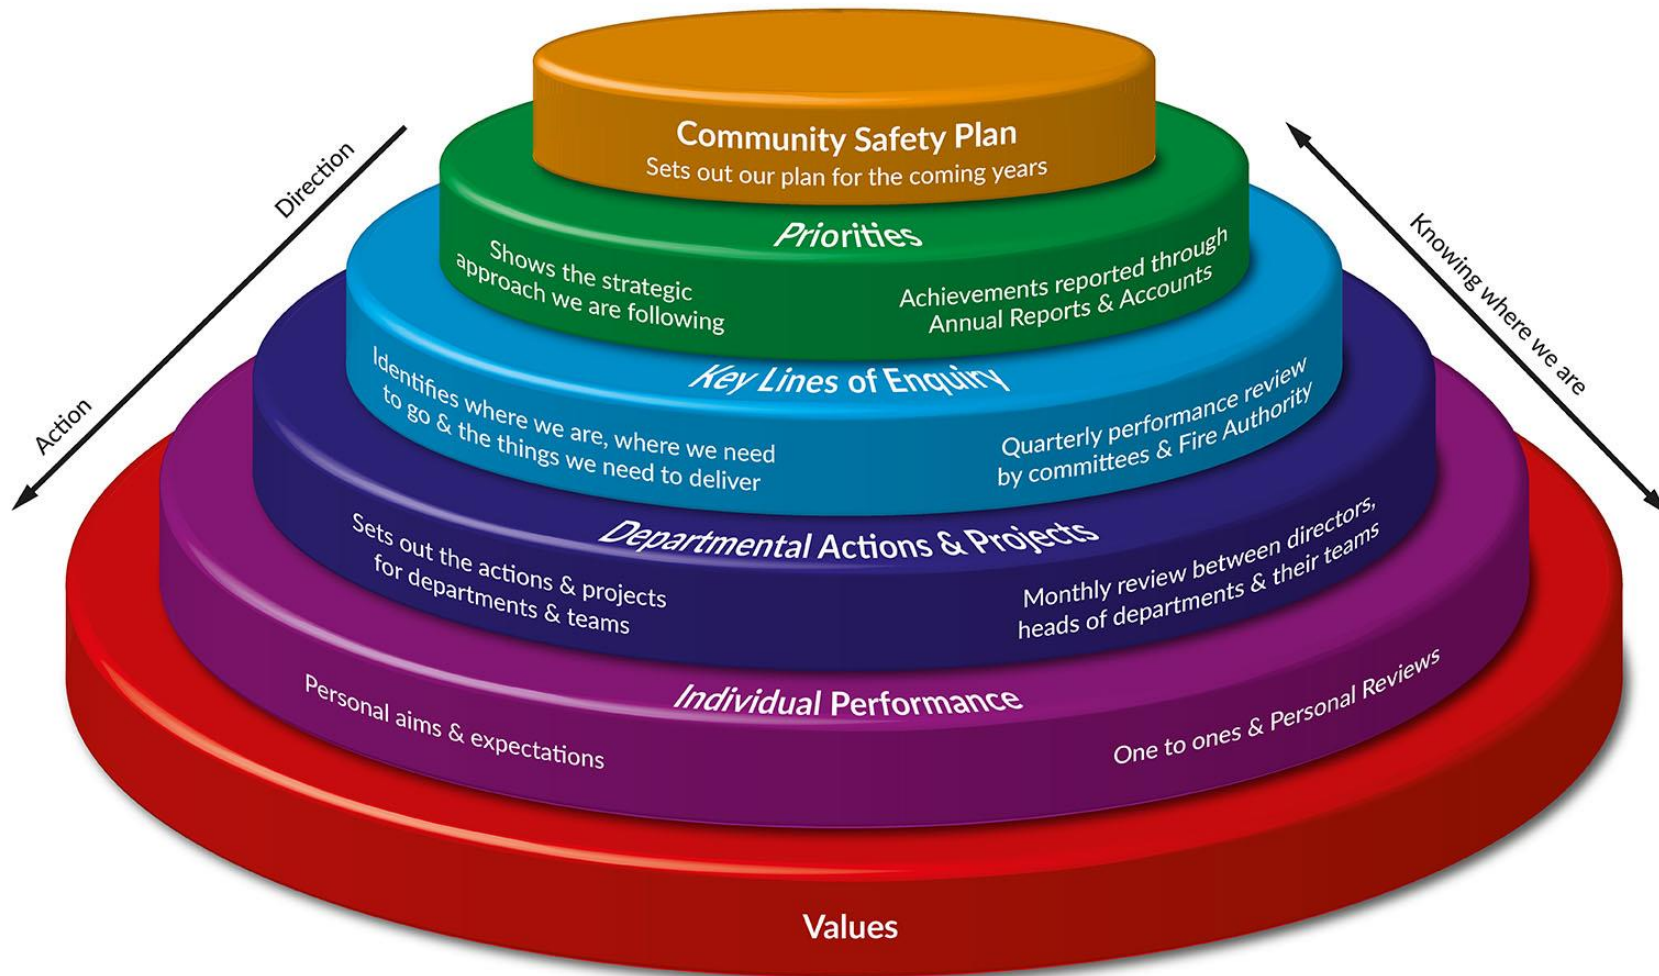 Community Safety Plan
Sets out our plan for the coming years
Direction
Action
Knowing where we are
Priorities
Shows the strategic
approach we are following
Achievements reported through
Annual Reports & Accounts
Key Lines of Enquiry
Identifies where we are, where we need
to go & the things we need to deliver
Quarterly performance review
by committees & Fire Authority
Departmental Actions & Projects
Sets out the actions & projects
for departments & teams
Monthly review between directors,
heads of departments & their teams
Individual Performance
Personal aims & expectations
One to ones & Personal Reviews
Values